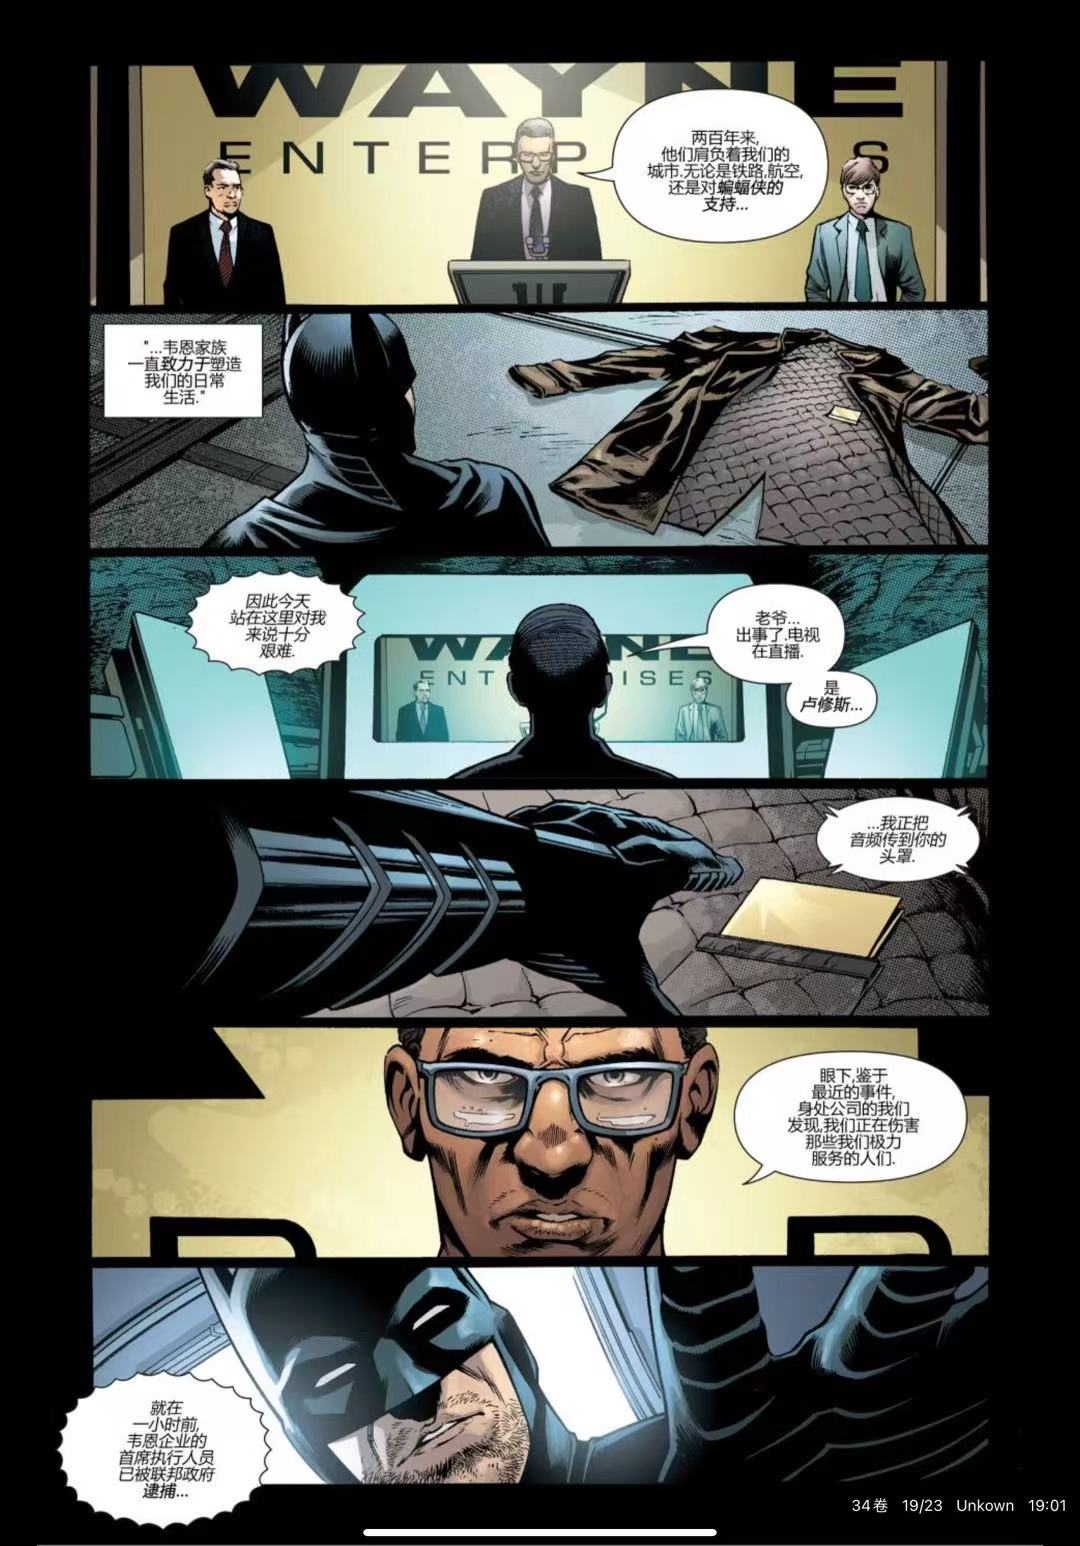 WAYNE
ENTERP S
两百年来,
他们肩负着我们的
城市.无论是铁路,航空,
还是对蝙蝠侠的
支持...
"...韦恩家族
一直致力于塑造
我们的日常
生活."
因此今天
站在这里对我
来说十分
艰难.
WAYNE
ENT ISES
老爷...
出事了.电视
在直播.
是
卢修斯...
...我正把
音频传到你的
头罩.
眼下,鉴于
最近的事件,
身处公司的我们
发现,我们正在伤害
那些我们极力
服务的人们.
就在
一小时前,
韦恩企业的
首席执行人员
已被联邦政府
逮捕...
34卷 19/23 Unkown 19:01